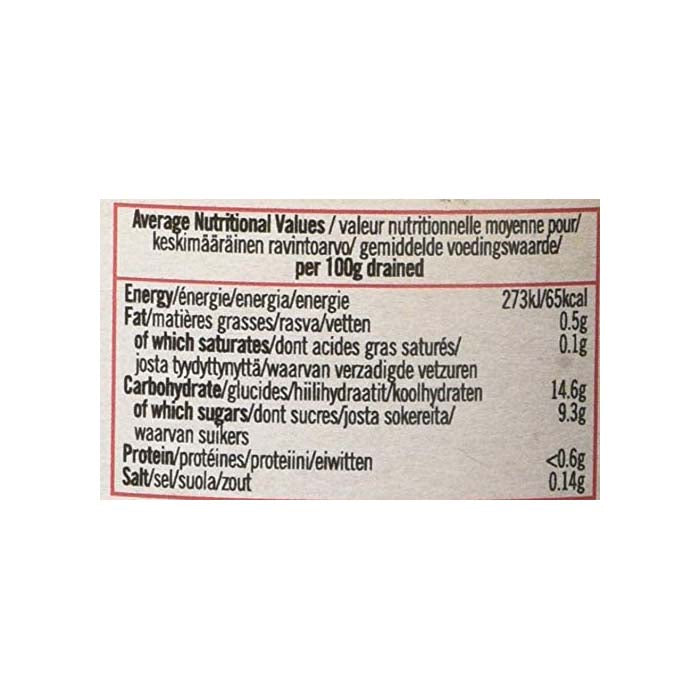 Average Nutritional Values / valeur nutritionnelle moyenne pour/
keskimääräinen ravintoarvo/ gemiddelde voedingswaarde/
per 100g drained
Energy/énergie/energia/energie 273kJ/65kcal
Fat/matières grasses/rasva/vetten 0.5g
of which saturates/dont acides gras saturés/ 0.1g
josta tyydyttynyttä/waarvan verzadigde vetzuren
Carbohydrate/glucides/hiilihydraatit/koolhydraten 14.6g
of which sugars/dont sucres/josta sokereita/ 9.3g
waarvan suikers
Protein/protéines/proteiini/eiwitten <0.6g
Salt/sel/suola/zout 0.14g